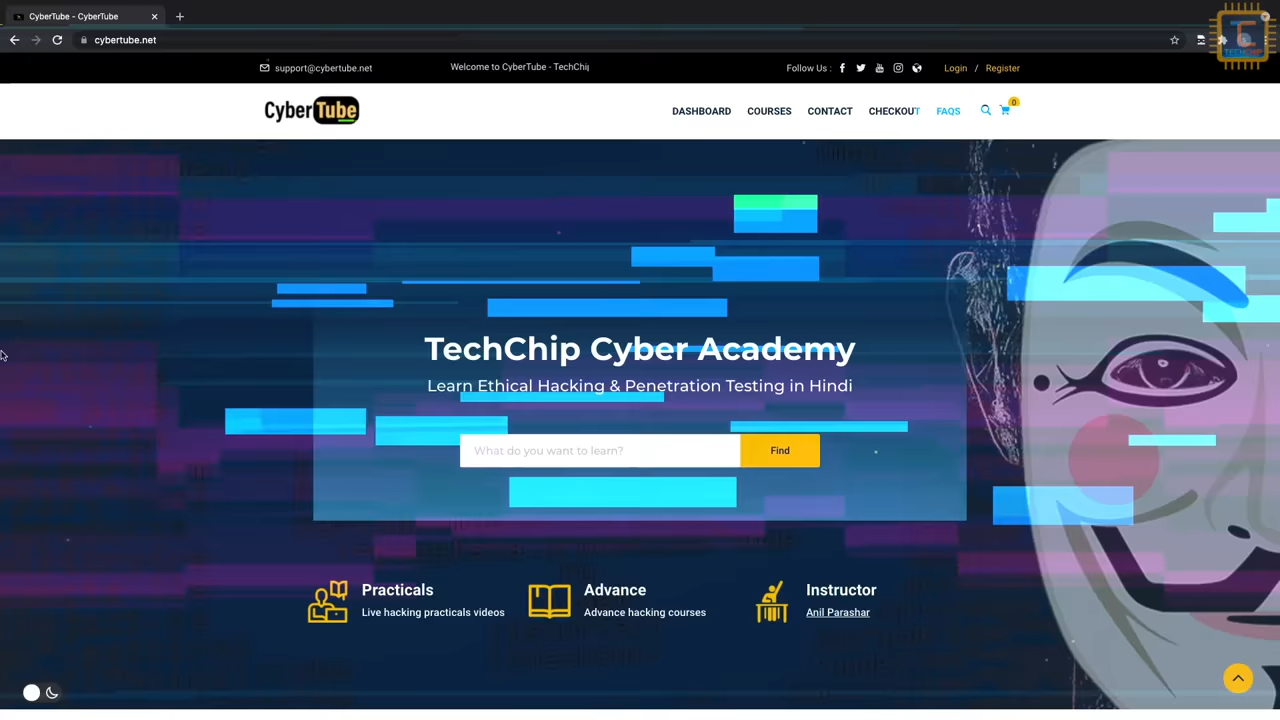 CyberTube - CyberTube
cybertube.net
support@cybertube.net
Welcome to CyberTube - TechChip
Follow Us :
Login / Register
CyberTube
DASHBOARD COURSES CONTACT CHECKOUT FAQS
0
TechChip Cyber Academy
Learn Ethical Hacking & Penetration Testing in Hindi
What do you want to learn?
Find
Practicals
Live hacking practicals videos
Advance
Advance hacking courses
Instructor
Anil Parashar